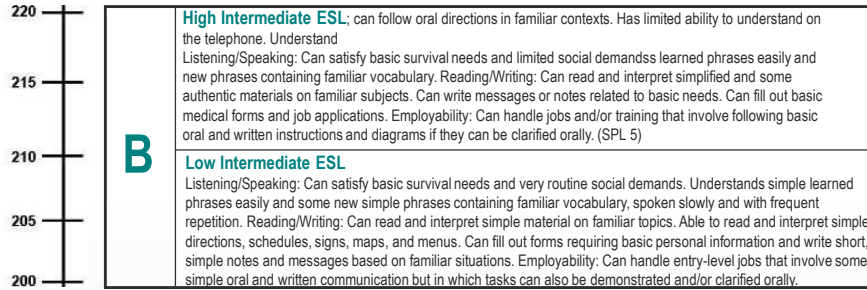 220
215
210
205
200
B
High Intermediate ESL; can follow oral directions in familiar contexts. Has limited ability to understand on
the telephone. Understand
Listening/Speaking: Can satisfy basic survival needs and limited social demandss learned phrases easily and
new phrases containing familiar vocabulary. Reading/Writing: Can read and interpret simplified and some
authentic materials on familiar subjects. Can write messages or notes related to basic needs. Can fill out basic
medical forms and job applications. Employability: Can handle jobs and/or training that involve following basic
oral and written instructions and diagrams if they can be clarified orally. (SPL 5)
Low Intermediate ESL
Listening/Speaking: Can satisfy basic survival needs and very routine social demands. Understands simple learned
phrases easily and some new simple phrases containing familiar vocabulary, spoken slowly and with frequent
repetition. Reading/Writing: Can read and interpret simple material on familiar topics. Able to read and interpret simple
directions, schedules, signs, maps, and menus. Can fill out forms requiring basic personal information and write short,
simple notes and messages based on familiar situations. Employability: Can handle entry-level jobs that involve some
simple oral and written communication but in which tasks can also be demonstrated and/or clarified orally.